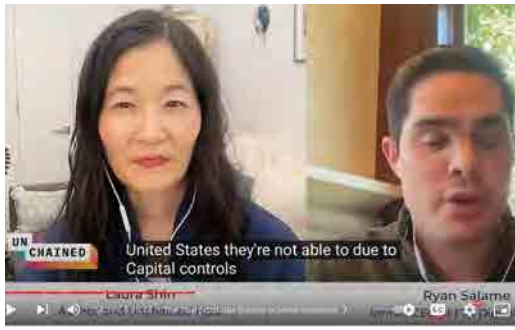 UN
CHAINED
United States they're not able to due to
Capital controls
Laura Shin
Ryan Salame